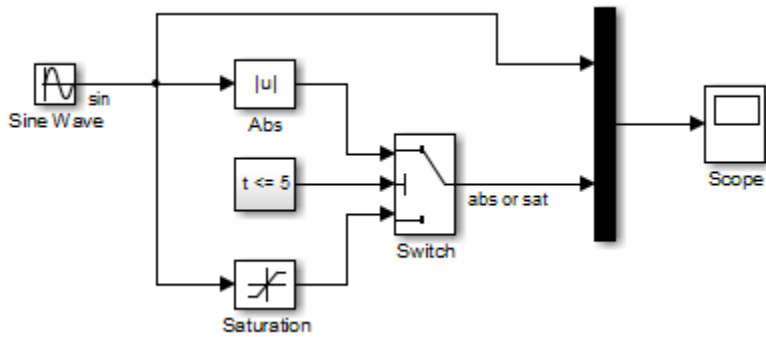 sin
Sine Wave
|u|
Abs
t <= 5
Switch
abs or sat
Saturation
Scope